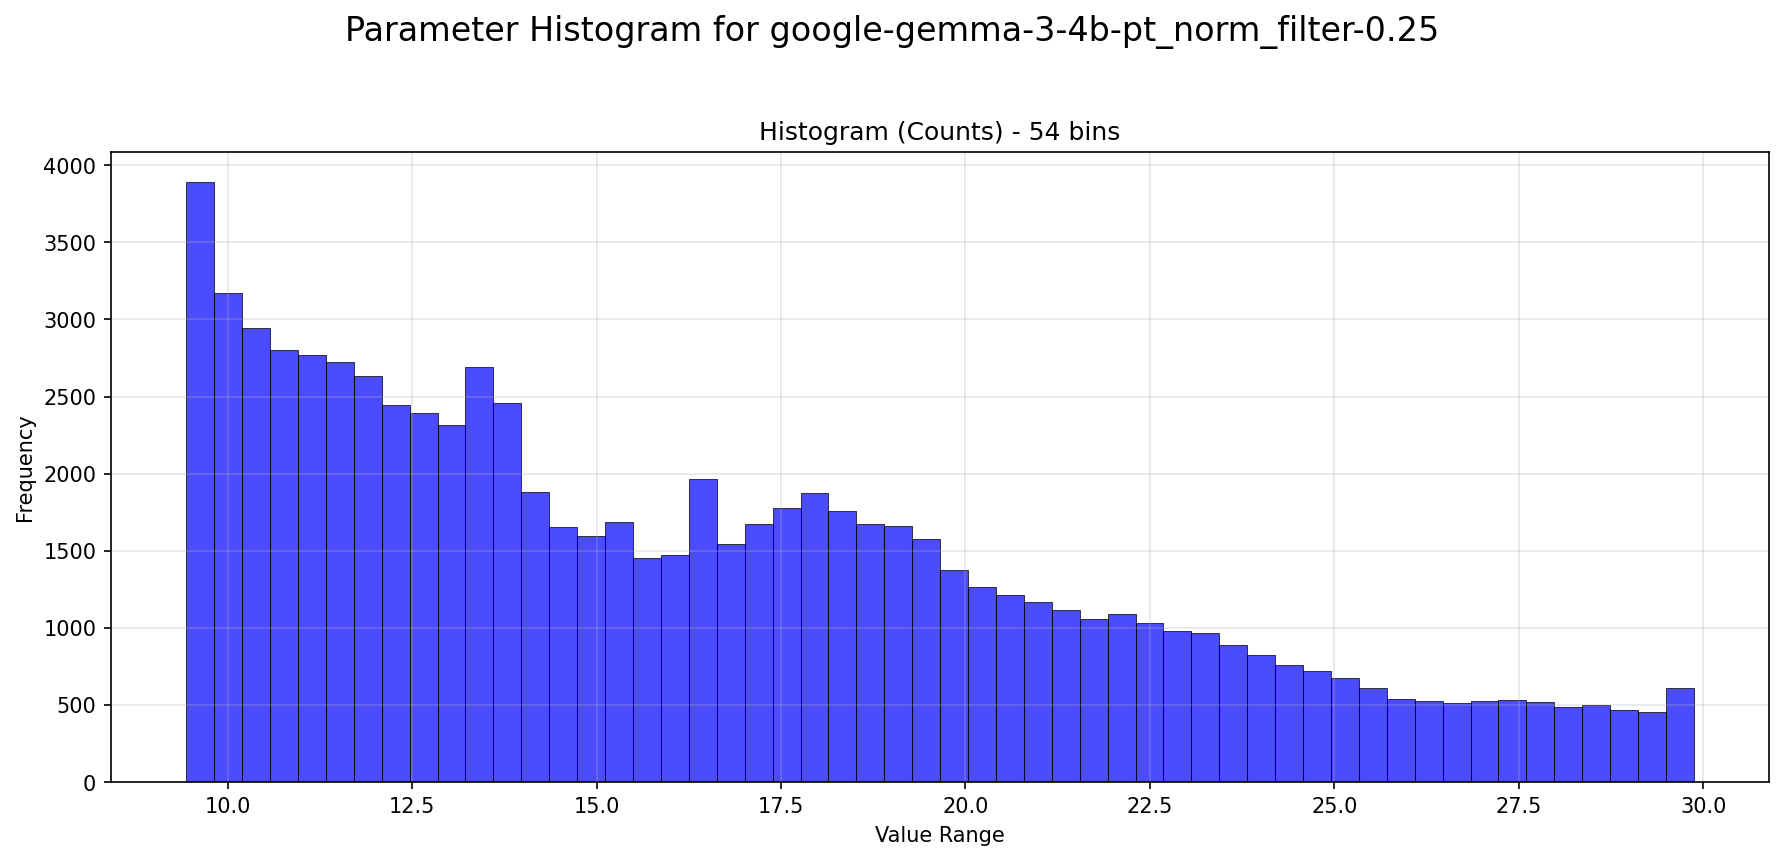 Parameter Histogram for google-gemma-3-4b-pt_norm_filter-0.25
Histogram (Counts) - 54 bins
4000
3500
3000
2500
2000
1500
1000
500
0
Frequency
10.0 12.5 15.0 17.5 20.0 22.5 25.0 27.5 30.0
Value Range